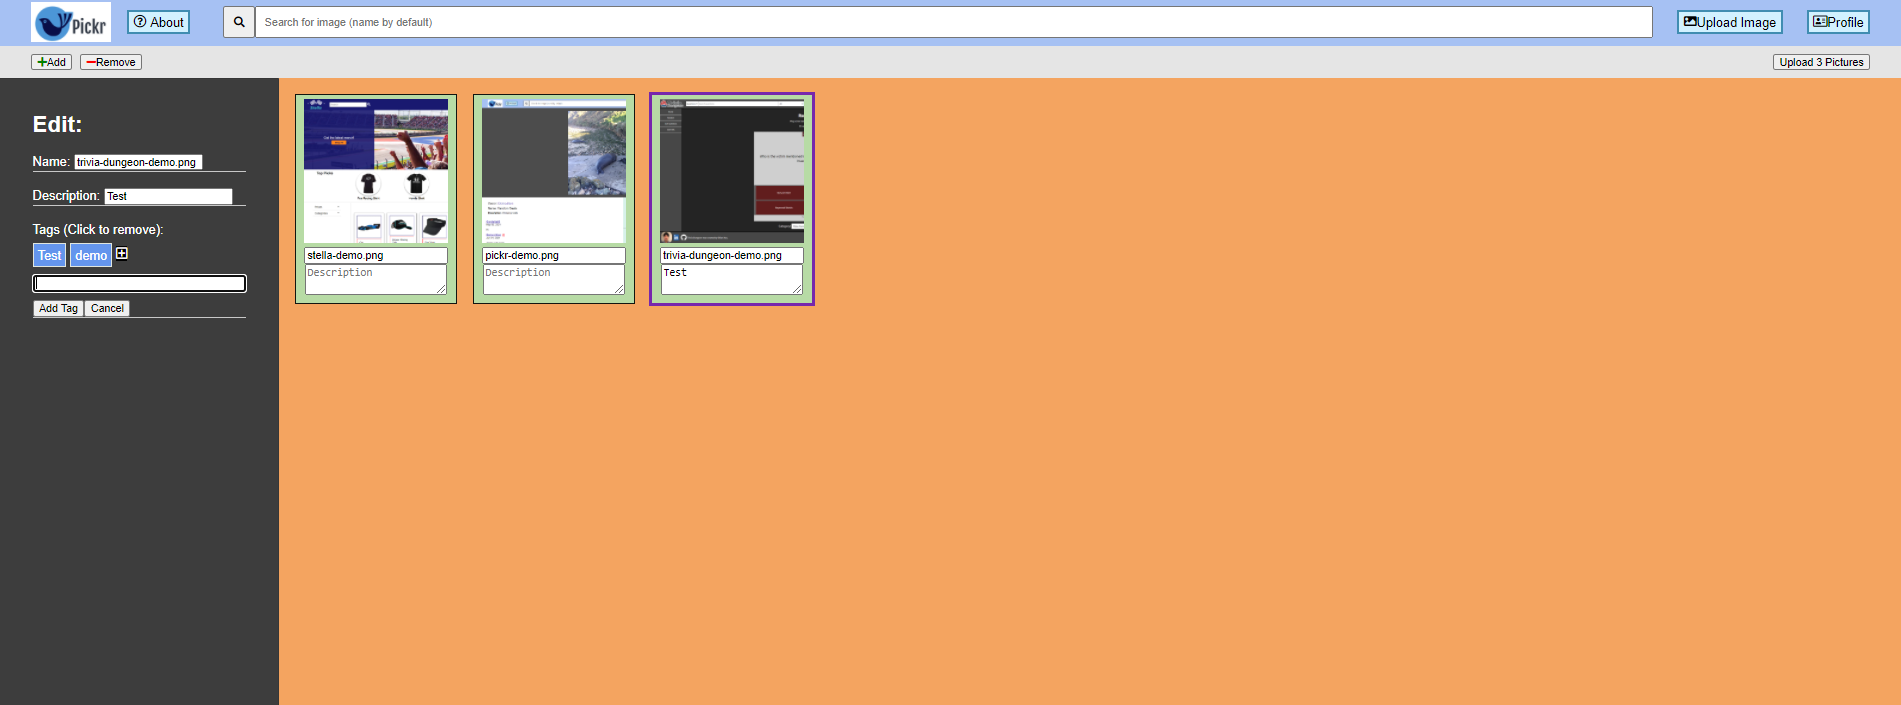 Pickr
About
Search for image (name by default)
Upload Image
Profile
Add
Remove
Upload 3 Pictures
Edit:
Name: trivia-dungeon-demo.png
Description: Test
Tags (Click to remove):
Test demo
Add Tag Cancel
stella-demo.png
Description
pickr-demo.png
Description
trivia-dungeon-demo.png
Test